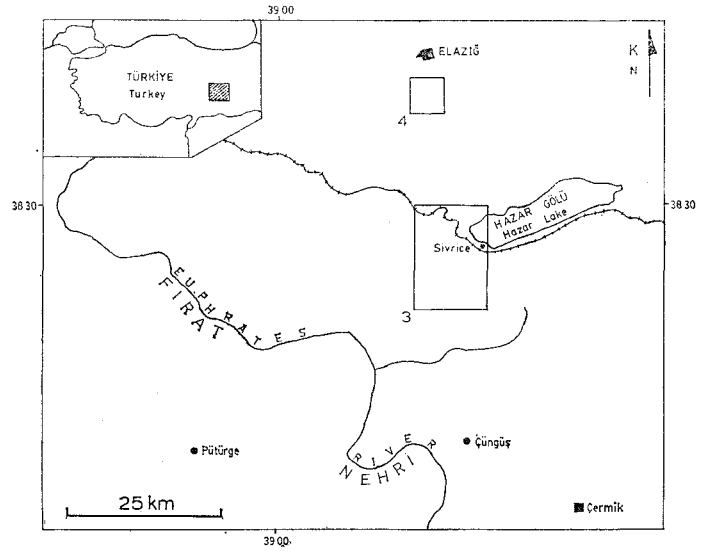 39 00
TÜRKİYE
Turkey
ELAZIĞ
K
N
4
38 30
38 30
HAZAR GÖLÜ
Hazar Lake
Sivrice
EUPHRATES
FIRAT
3
RIVER
NEHRİ
Çüngüş
Pütürge
25 km
Çermik
39 00